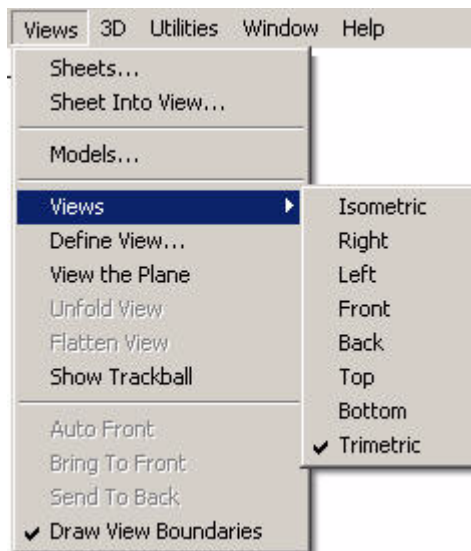 Views 3D Utilities Window Help
Sheets...
Sheet Into View...
Models...
Views
Define View...
View the Plane
Unfold View
Flatten View
Show Trackball
Auto Front
Bring To Front
Send To Back
Draw View Boundaries
Isometric
Right
Left
Front
Back
Top
Bottom
Trimetric